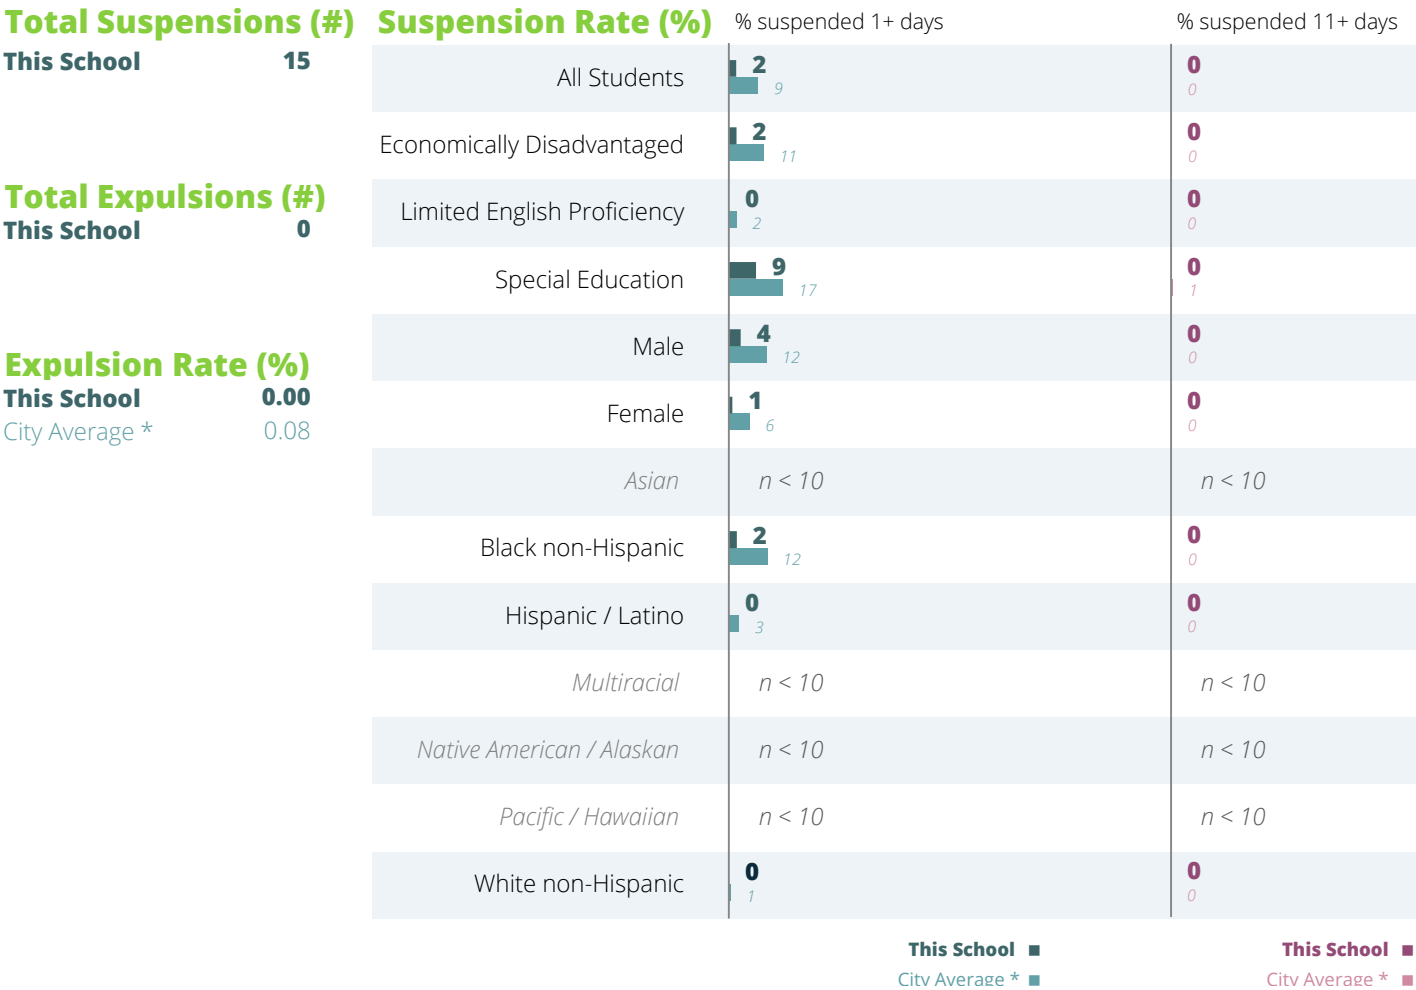 Total Suspensions (#)
This School 15
Total Expulsions (#)
This School 0
Expulsion Rate (%)
This School 0.00
City Average * 0.08
Suspension Rate (%) % suspended 1+ days % suspended 11+ days
All Students 2 0
9 0
Economically Disadvantaged 2 0
11 0
Limited English Proficiency 0 0
2 0
Special Education 9 0
17 1
Male 4 0
12 0
Female 1 0
6 0
Asian n < 10 n < 10
Black non-Hispanic 2 0
12 0
Hispanic / Latino 0 0
3 0
Multiracial n < 10 n < 10
Native American / Alaskan n < 10 n < 10
Pacific / Hawaiian n < 10 n < 10
White non-Hispanic 0 0
1 0
This School This School
City Average * City Average *